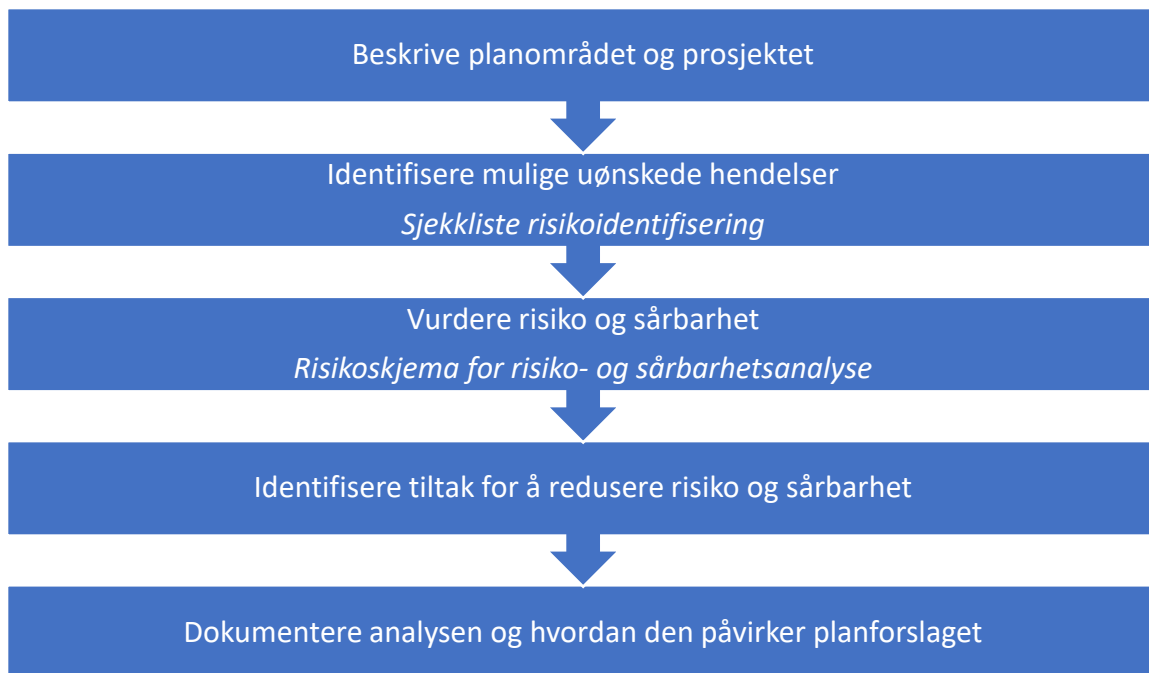 Beskrive planområdet og prosjektet
Identifisere mulige uønskede hendelser
Sjekkliste risikoidentifisering
Vurdere risiko og sårbarhet
Risikoskjema for risiko- og sårbarhetsanalyse
Identifisere tiltak for å redusere risiko og sårbarhet
Dokumentere analysen og hvordan den påvirker planforslaget